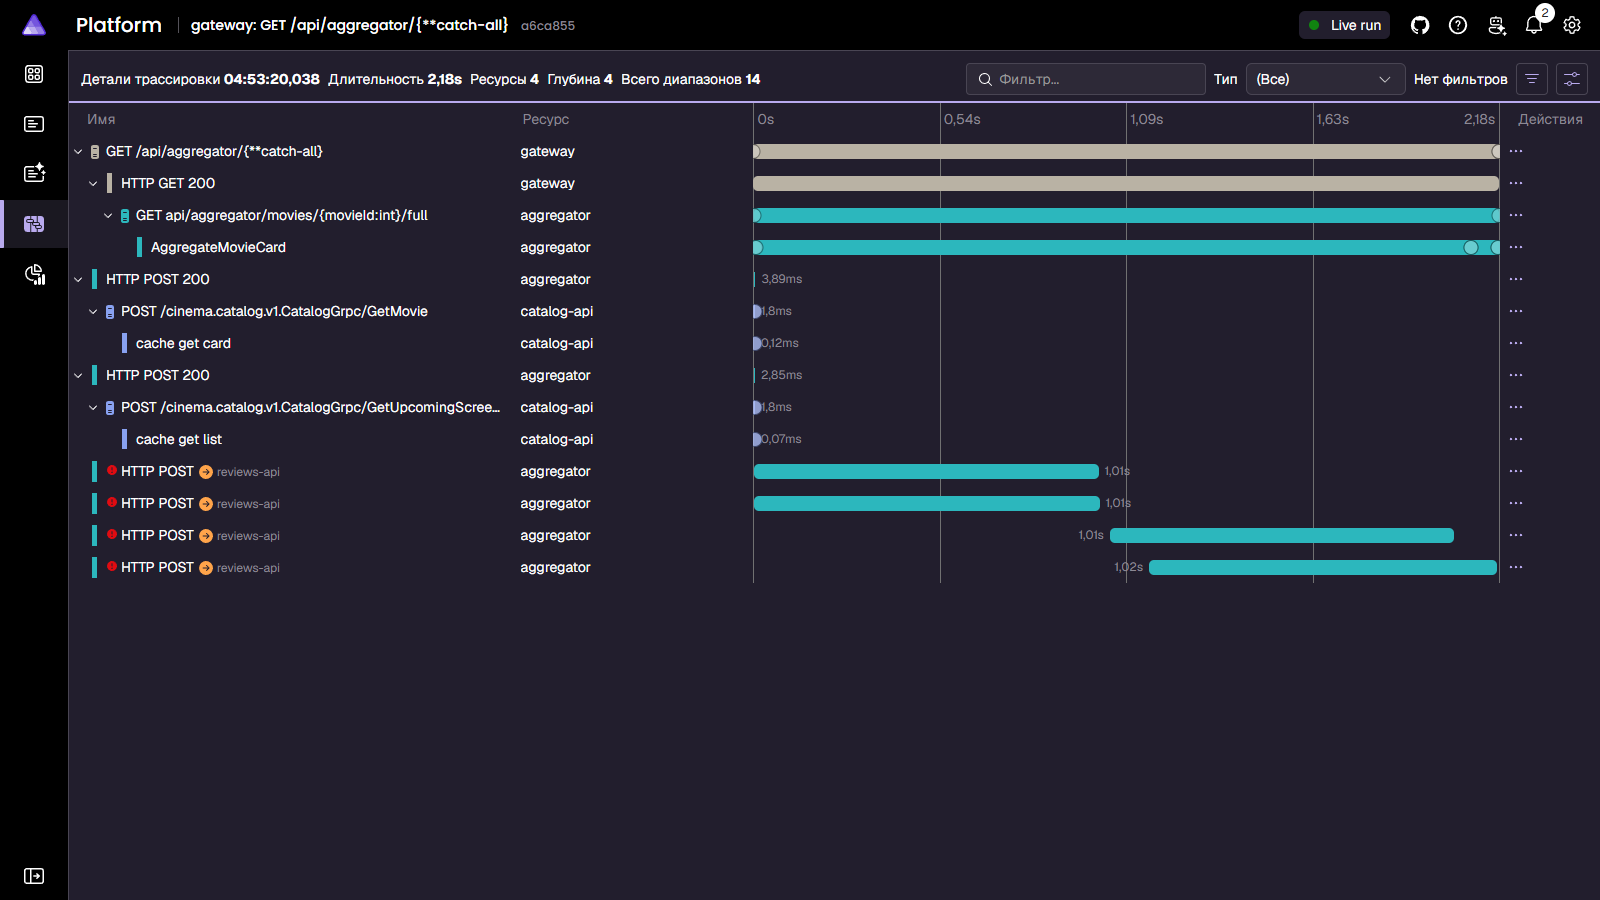 Platform gateway: GET /api/aggregator/{**catch-all} a6ca855 Live run 2
Детали трассировки 04:53:20,038 Длительность 2,18s Ресурсы 4 Глубина 4 Всего диапазонов 14 Фильтр... Тип (Все) Нет фильтров
Имя Ресурс 0s 0,54s 1,09s 1,63s 2,18s Действия
GET /api/aggregator/{**catch-all} gateway
HTTP GET 200 gateway
GET api/aggregator/movies/{movieId:int}/full aggregator
AggregateMovieCard aggregator
HTTP POST 200 aggregator 3,89ms
POST /cinema.catalog.v1.CatalogGrpc/GetMovie catalog-api 1,8ms
cache get card catalog-api 0,12ms
HTTP POST 200 aggregator 2,85ms
POST /cinema.catalog.v1.CatalogGrpc/GetUpcomingScree... catalog-api 1,8ms
cache get list catalog-api 0,07ms
HTTP POST reviews-api aggregator 1,01s
HTTP POST reviews-api aggregator 1,01s
HTTP POST reviews-api aggregator 1,01s
HTTP POST reviews-api aggregator 1,02s